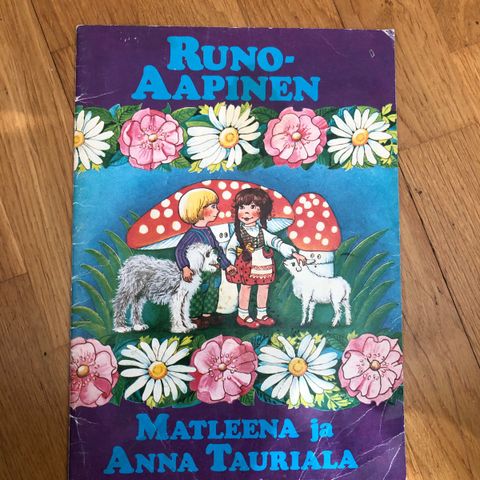 RUNO-
AAPINEN
MATLEENA ja
ANNA TAURIALA